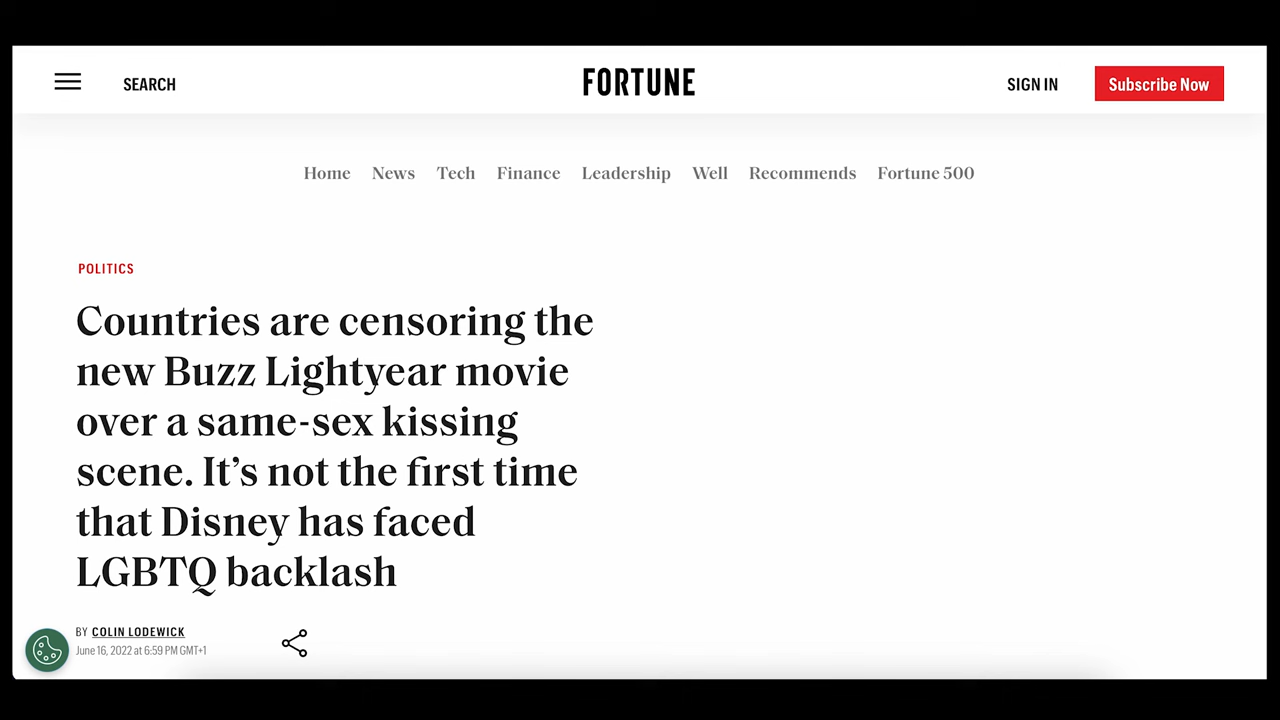 SEARCH
FORTUNE
SIGN IN
Subscribe Now
Home News Tech Finance Leadership Well Recommends Fortune 500
POLITICS
Countries are censoring the
new Buzz Lightyear movie
over a same-sex kissing
scene. It’s not the first time
that Disney has faced
LGBTQ backlash
BY COLIN LODEWICK
June 16, 2022 at 6:59 PM GMT+1